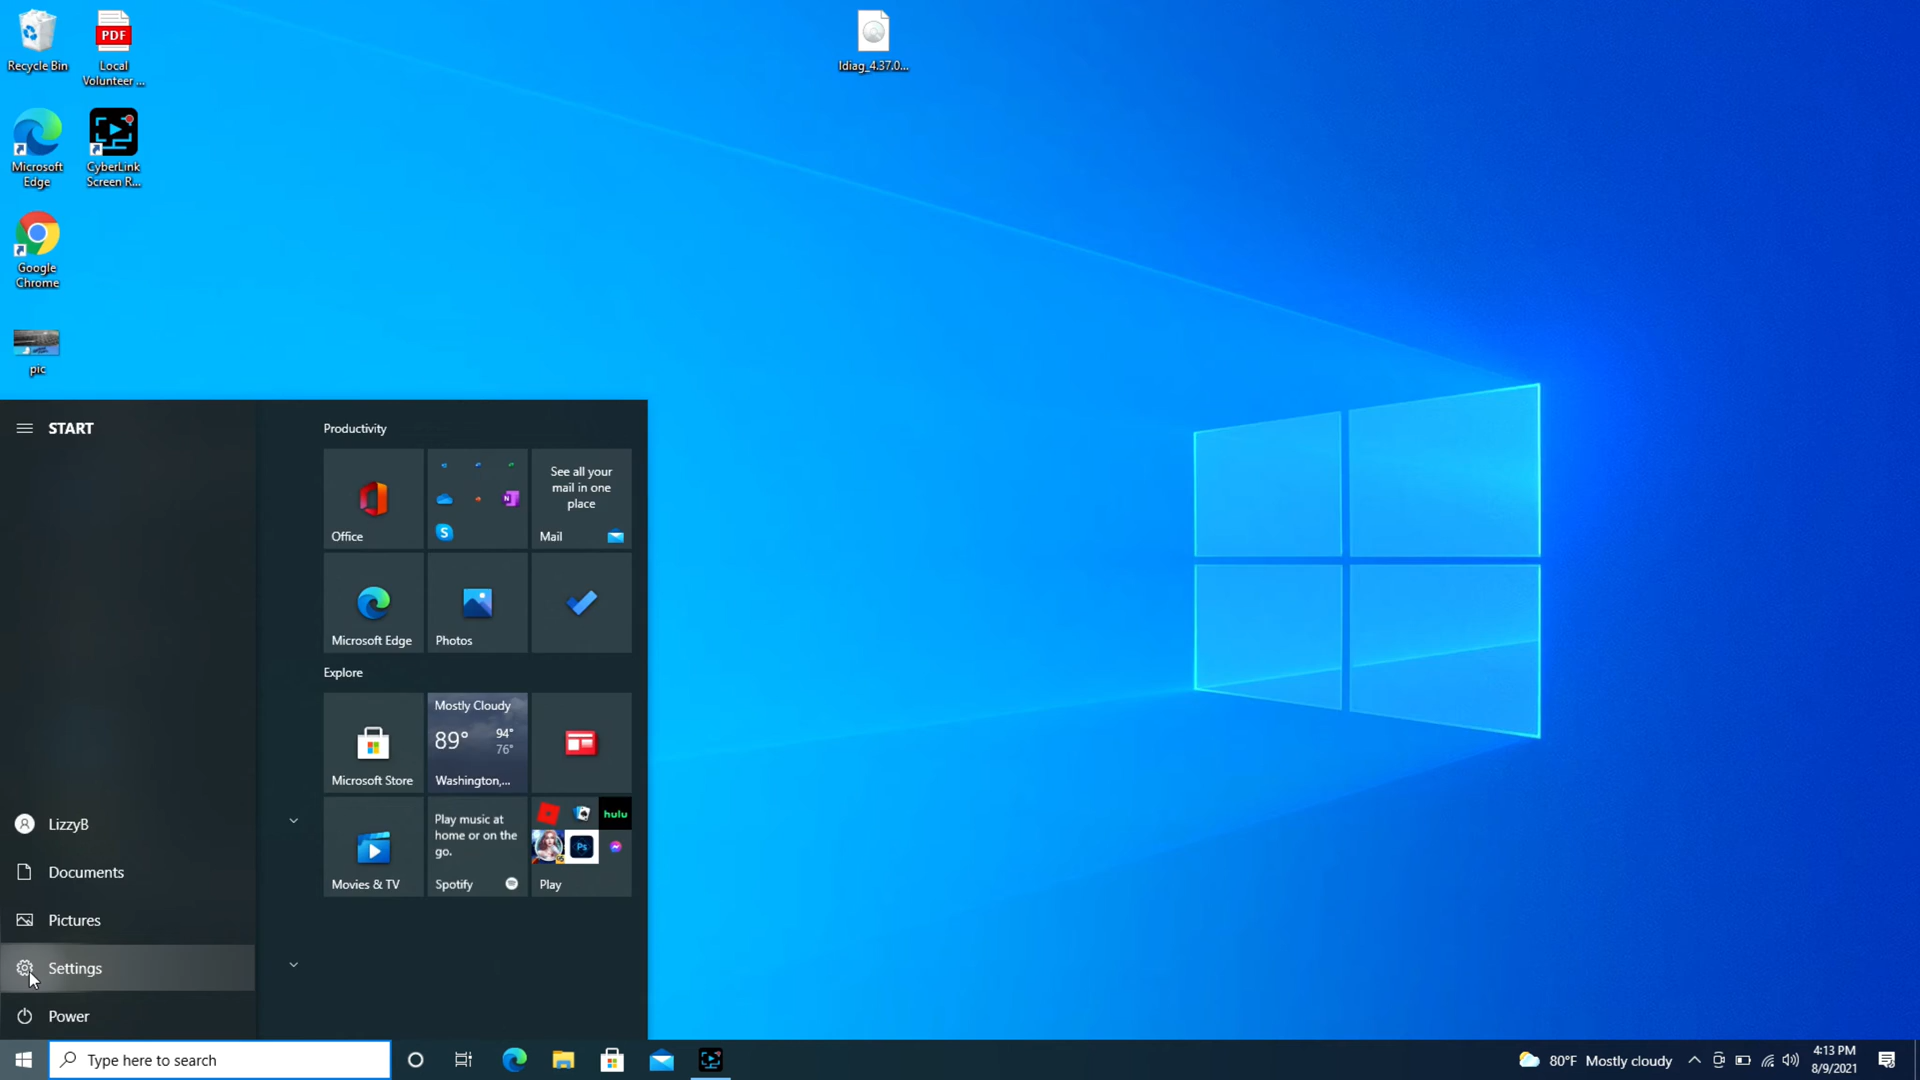 Recycle Bin
PDF
Local
Volunteer ...
ldiag_4.37.0...
Microsoft
Edge
CyberLink
Screen R...
Google
Chrome
pic
START
Productivity
Office
N
S
See all your
mail in one
place
Mail
Microsoft Edge
Photos
Explore
Microsoft Store
Mostly Cloudy
89°
94°
76°
Washington,...
Movies & TV
Play music at
home or on the
go.
Spotify
hulu
Ps
Play
LizzyB
Documents
Pictures
Settings
Power
Type here to search
80°F Mostly cloudy
4:13 PM
8/9/2021